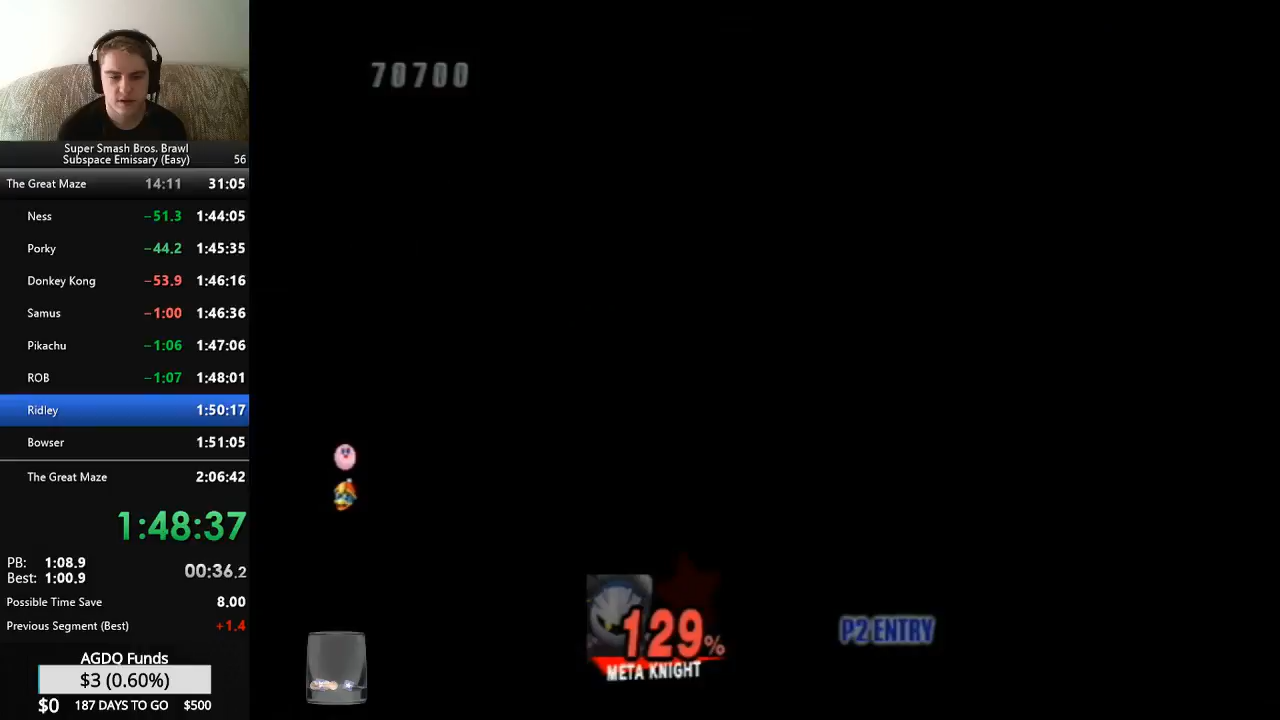 70700
Super Smash Bros. Brawl
Subspace Emissary (Easy) 56
The Great Maze 14:11 31:05
Ness -51.3 1:44:05
Porky -44.2 1:45:35
Donkey Kong -53.9 1:46:16
Samus -1:00 1:46:36
Pikachu -1:06 1:47:06
ROB -1:07 1:48:01
Ridley 1:50:17
Bowser 1:51:05
The Great Maze 2:06:42
1:48:37
PB: 1:08.9
Best: 1:00.9
00:36.2
Possible Time Save 8.00
Previous Segment (Best) +1.4
AGDQ Funds
$3 (0.60%)
$0 187 DAYS TO GO $500
129%
META KNIGHT
P2 ENTRY